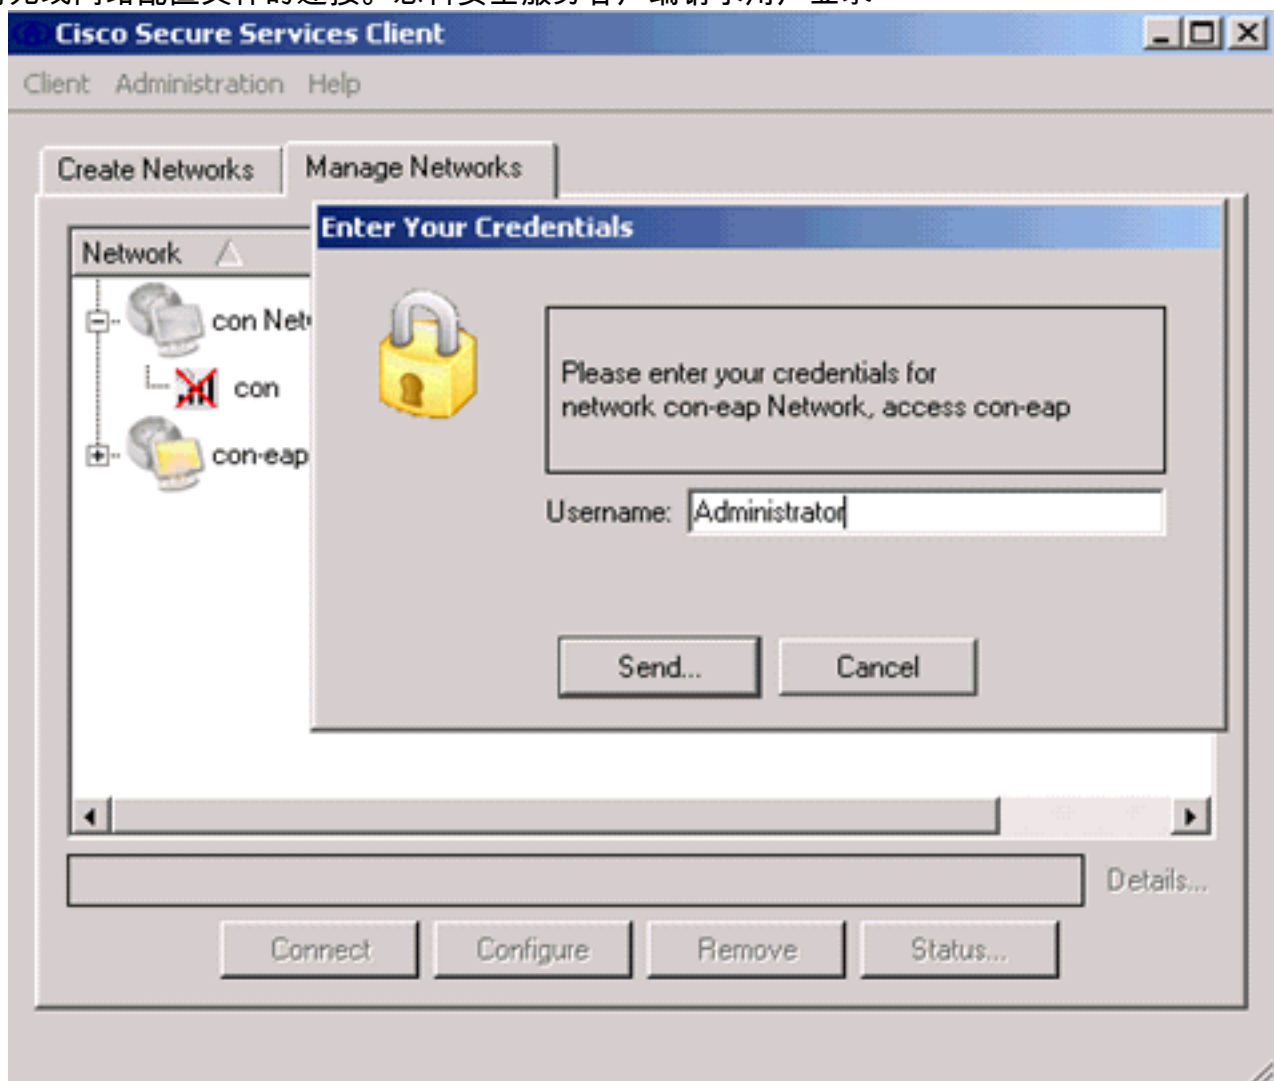 Cisco Secure Services Client
Client Administration Help
Create Networks Manage Networks
Enter Your Credentials
Network
con Net
con
con-eap
Please enter your credentials for
network con-eap Network, access con-eap
Username: Administrator
Send... Cancel
Details...
Connect Configure Remove Status...